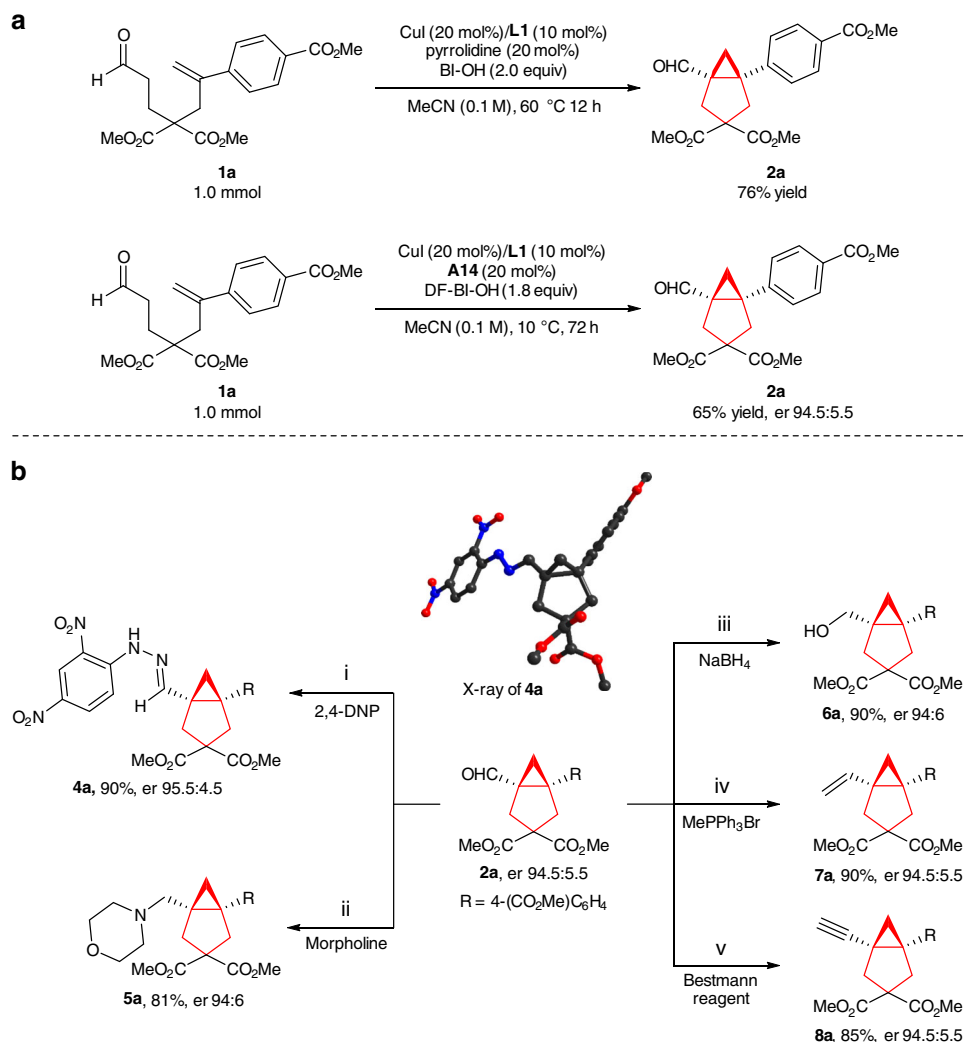 a
O
H
CO₂Me
MeO₂C CO₂Me
1a
1.0 mmol
CuI (20 mol%)/L1 (10 mol%)
pyrrolidine (20 mol%)
BI-OH (2.0 equiv)
MeCN (0.1 M), 60 °C 12 h
CO₂Me
OHC
MeO₂C CO₂Me
2a
76% yield
O
H
CO₂Me
MeO₂C CO₂Me
1a
1.0 mmol
CuI (20 mol%)/L1 (10 mol%)
A14 (20 mol%)
DF-BI-OH (1.8 equiv)
MeCN (0.1 M), 10 °C, 72 h
CO₂Me
OHC
MeO₂C CO₂Me
2a
65% yield, er 94.5:5.5
b
X-ray of 4a
O₂N
H
N
N
O₂N
H
R
MeO₂C CO₂Me
4a, 90%, er 95.5:4.5
i
2,4-DNP
N
O
R
MeO₂C CO₂Me
5a, 81%, er 94:6
ii
Morpholine
OHC R
MeO₂C CO₂Me
2a, er 94.5:5.5
R = 4-(CO₂Me)C₆H₄
iii
NaBH₄
HO R
MeO₂C CO₂Me
6a, 90%, er 94:6
iv
MePPh₃Br
R
MeO₂C CO₂Me
7a, 90%, er 94.5:5.5
v
Bestmann
reagent
R
MeO₂C CO₂Me
8a, 85%, er 94.5:5.5